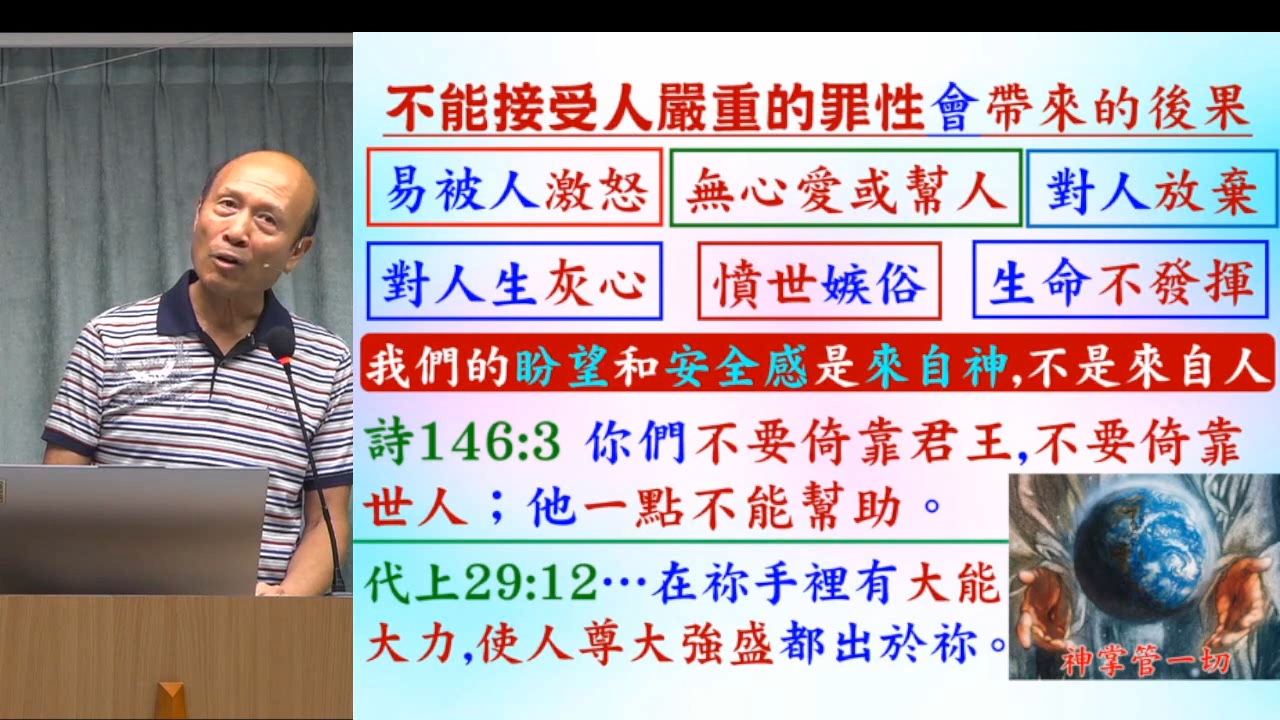 不能接受人嚴重的罪性會帶來的後果
易被人激怒 無心愛或幫人 對人放棄
對人生灰心 憤世嫉俗 生命不發揮
我們的盼望和安全感是來自神,不是來自人
詩146:3 你們不要倚靠君王,不要倚靠
世人；他一點不能幫助。
代上29:12…在祢手裡有大能
大力,使人尊大強盛都出於祢。
神掌管一切